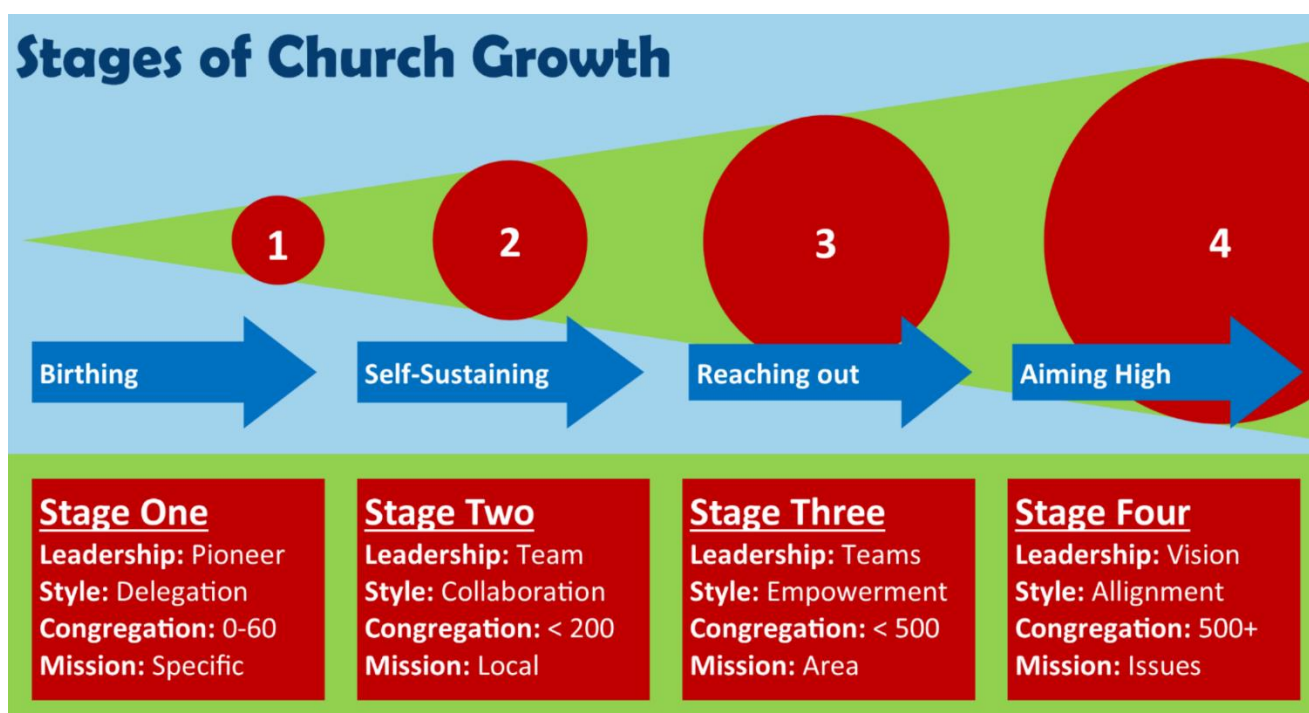 Stages of Church Growth
1
2
3
4
Birthing
Self-Sustaining
Reaching out
Aiming High
Stage One
Leadership: Pioneer
Style: Delegation
Congregation: 0-60
Mission: Specific
Stage Two
Leadership: Team
Style: Collaboration
Congregation: < 200
Mission: Local
Stage Three
Leadership: Teams
Style: Empowerment
Congregation: < 500
Mission: Area
Stage Four
Leadership: Vision
Style: Allignment
Congregation: 500+
Mission: Issues